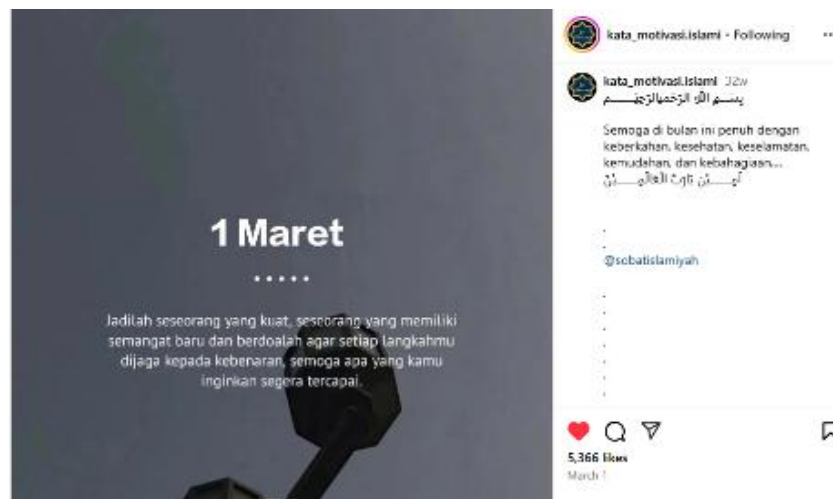 1 Maret
.....
Jadilah seseorang yang kuat, seseorang yang memiliki
semangat baru dan berdoalah agar setiap langkahmu
dijaga kepada kebenaran, semoga apa yang kamu
inginkan segera tercapai.
kata_motivasi.islami • Following
...
kata_motivasi.islami 32w
Semoga di bulan ini penuh dengan
keberkahan, kesehatan, keselamatan,
kemudahan, dan kebahagiaan...
.
.
@sobatislamiyah
.
.
.
.
.
.
.
.
5,366 likes
March 1